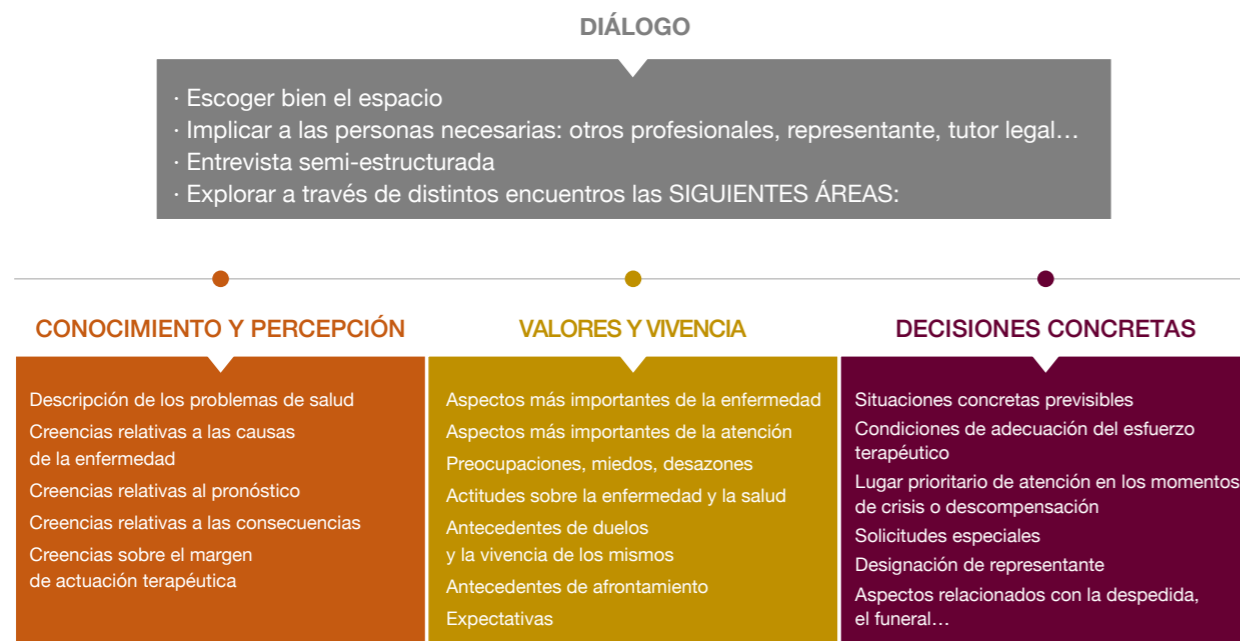 DIÁLOGO
· Escoger bien el espacio
· Implicar a las personas necesarias: otros profesionales, representante, tutor legal…
· Entrevista semi-estructurada
· Explorar a través de distintos encuentros las SIGUIENTES ÁREAS:
CONOCIMIENTO Y PERCEPCIÓN
Descripción de los problemas de salud
Creencias relativas a las causas
de la enfermedad
Creencias relativas al pronóstico
Creencias relativas a las consecuencias
Creencias sobre el margen
de actuación terapéutica
VALORES Y VIVENCIA
Aspectos más importantes de la enfermedad
Aspectos más importantes de la atención
Preocupaciones, miedos, desazones
Actitudes sobre la enfermedad y la salud
Antecedentes de duelos
y la vivencia de los mismos
Antecedentes de afrontamiento
Expectativas
DECISIONES CONCRETAS
Situaciones concretas previsibles
Condiciones de adecuación del esfuerzo
terapéutico
Lugar prioritario de atención en los momentos
de crisis o descompensación
Solicitudes especiales
Designación de representante
Aspectos relacionados con la despedida,
el funeral…